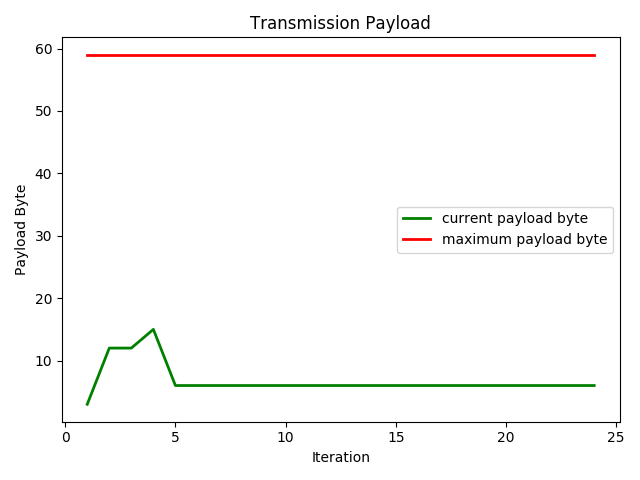 Transmission Payload
60
50
40
30
20
10
Payload Byte
current payload byte
maximum payload byte
0 5 10 15 20 25
Iteration